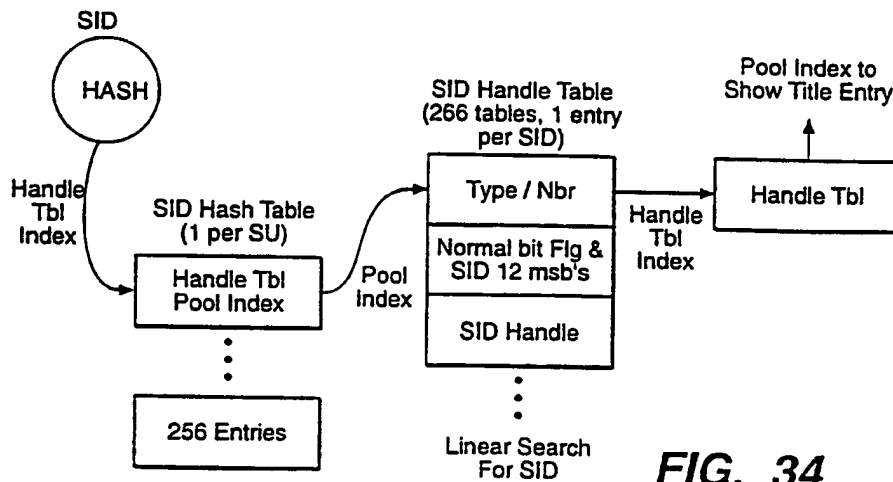 SID
HASH
Handle
Tbl
Index
SID Hash Table
(1 per SU)
Handle Tbl
Pool Index
256 Entries
Pool
Index
SID Handle Table
(266 tables, 1 entry
per SID)
Type / Nbr
Normal bit Flg &
SID 12 msb's
SID Handle
Linear Search
For SID
Handle
Tbl
Index
Pool Index to
Show Title Entry
Handle Tbl
FIG. 34